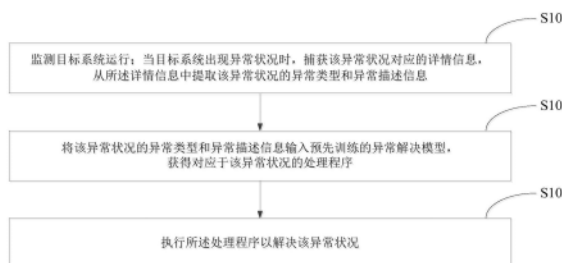 S10
监测目标系统运行；当目标系统出现异常状况时，捕获该异常状况对应的详情信息，
从所述详情信息中提取该异常状况的异常类型和异常描述信息
S10
将该异常状况的异常类型和异常描述信息输入预先训练的异常解决模型，
获得对应于该异常状况的处理程序
S10
执行所述处理程序以解决该异常状况